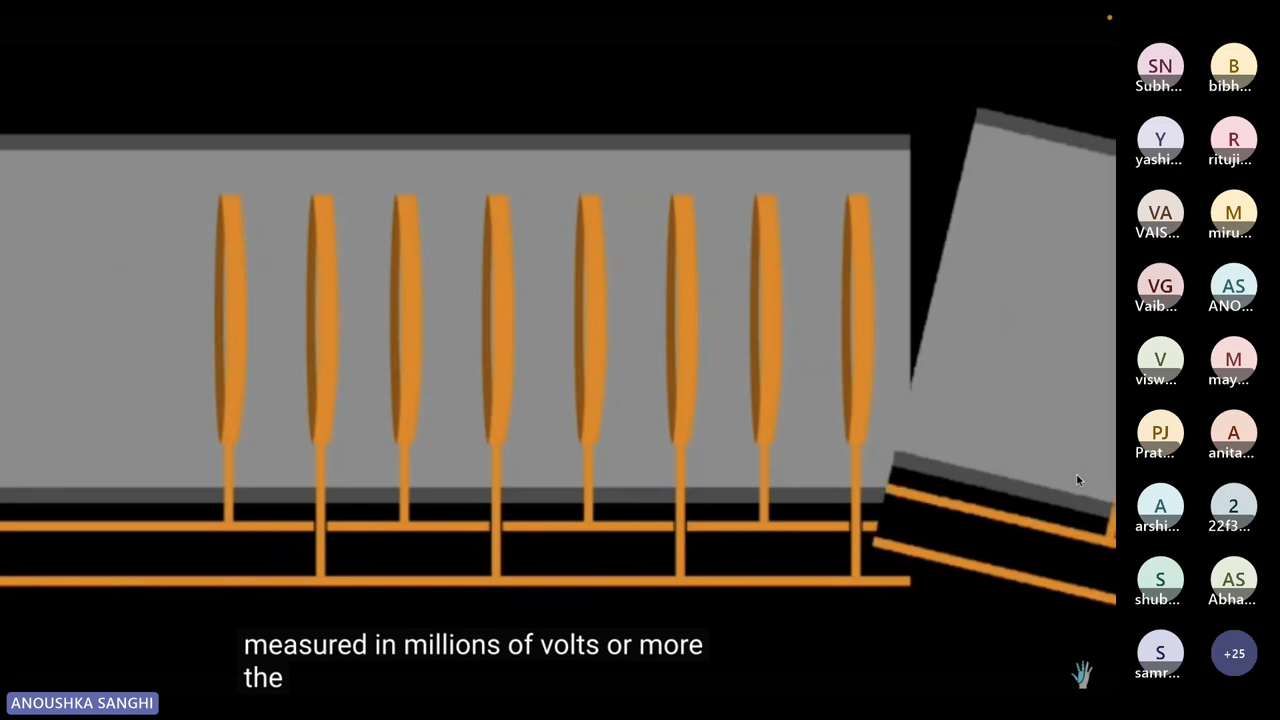 SN
Subh...
B
bibh...
Y
yashi...
R
rituji...
VA
VAIS...
M
miru...
VG
Vaib...
AS
ANO...
V
visw...
M
may...
PJ
Prat...
A
anita...
A
arshi...
2
22f3...
S
shub...
AS
Abha...
S
samr...
+25
measured in millions of volts or more
the
ANOUSHKA SANGHI